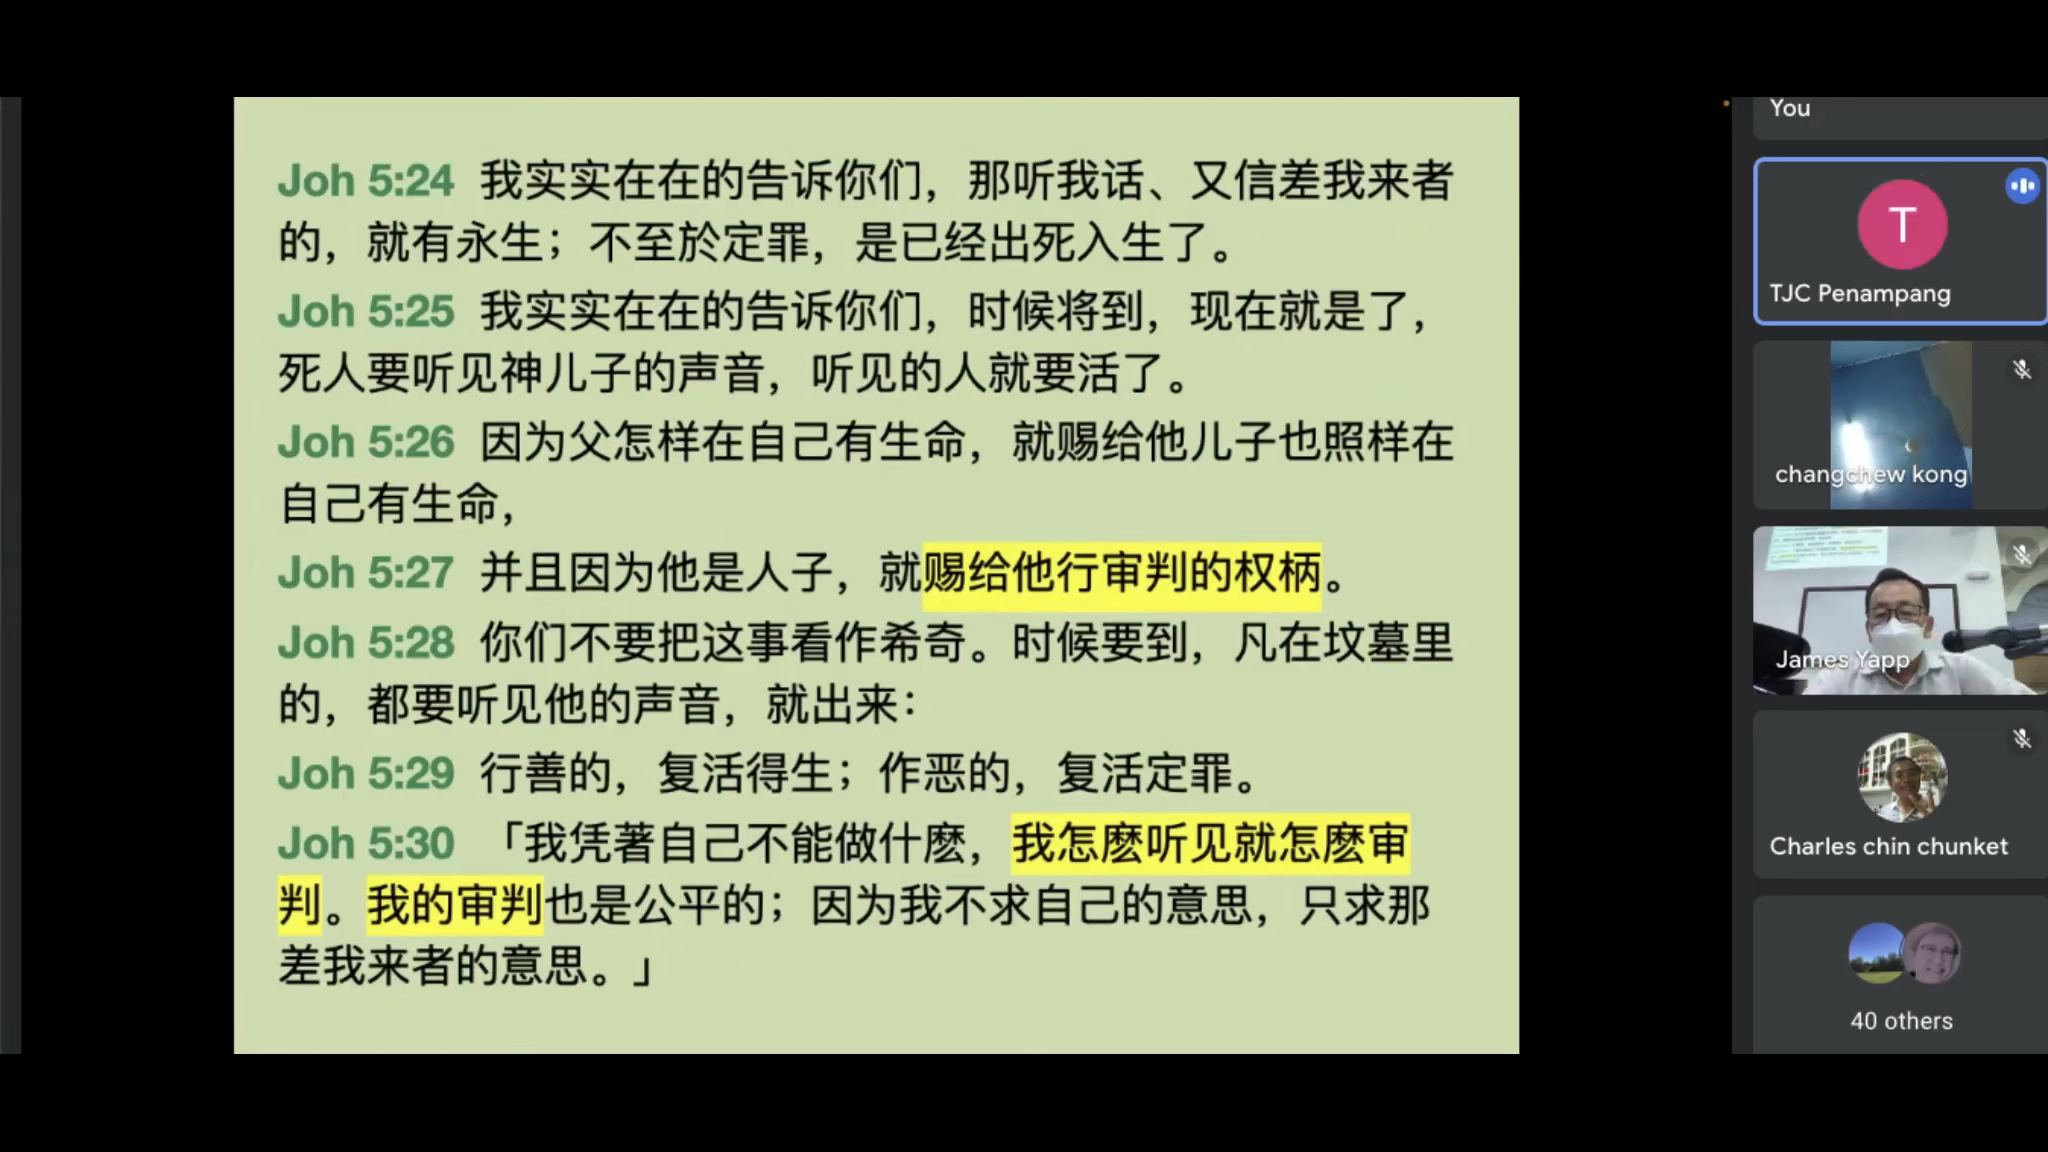 Joh 5:24 我实实在在的告诉你们，那听我话、又信差我来者
的，就有永生；不至於定罪，是已经出死入生了。
Joh 5:25 我实实在在的告诉你们，时候将到，现在就是了，
死人要听见神儿子的声音，听见的人就要活了。
Joh 5:26 因为父怎样在自己有生命，就赐给他儿子也照样在
自己有生命，
Joh 5:27 并且因为他是人子，就赐给他行审判的权柄。
Joh 5:28 你们不要把这事看作希奇。时候要到，凡在坟墓里
的，都要听见他的声音，就出来：
Joh 5:29 行善的，复活得生；作恶的，复活定罪。
Joh 5:30 「我凭著自己不能做什麽，我怎麽听见就怎麽审
判。我的审判也是公平的；因为我不求自己的意思，只求那
差我来者的意思。」
You
T
TJC Penampang
changchew kong
James Yapp
Charles chin chunket
40 others